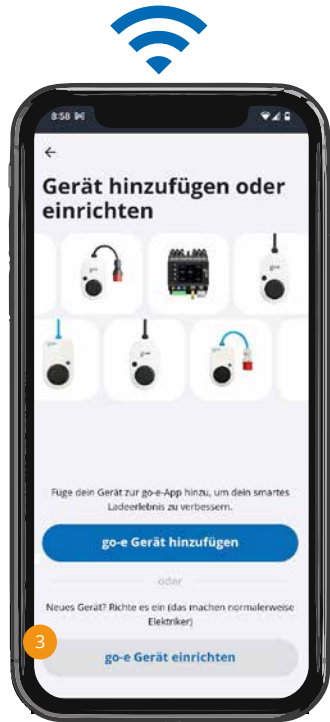 8:58
Gerät hinzufügen oder
einrichten
Füge dein Gerät zur go-e-App hinzu, um dein smartes
Ladeerlebnis zu verbessern.
go-e Gerät hinzufügen
oder
Neues Gerät? Richte es ein (das machen normalerweise
Elektriker)
3
go-e Gerät einrichten